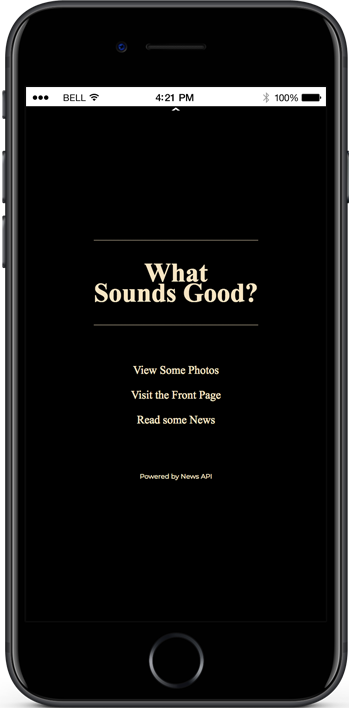 BELL 4:21 PM 100%
What
Sounds Good?
View Some Photos
Visit the Front Page
Read some News
Powered by News API